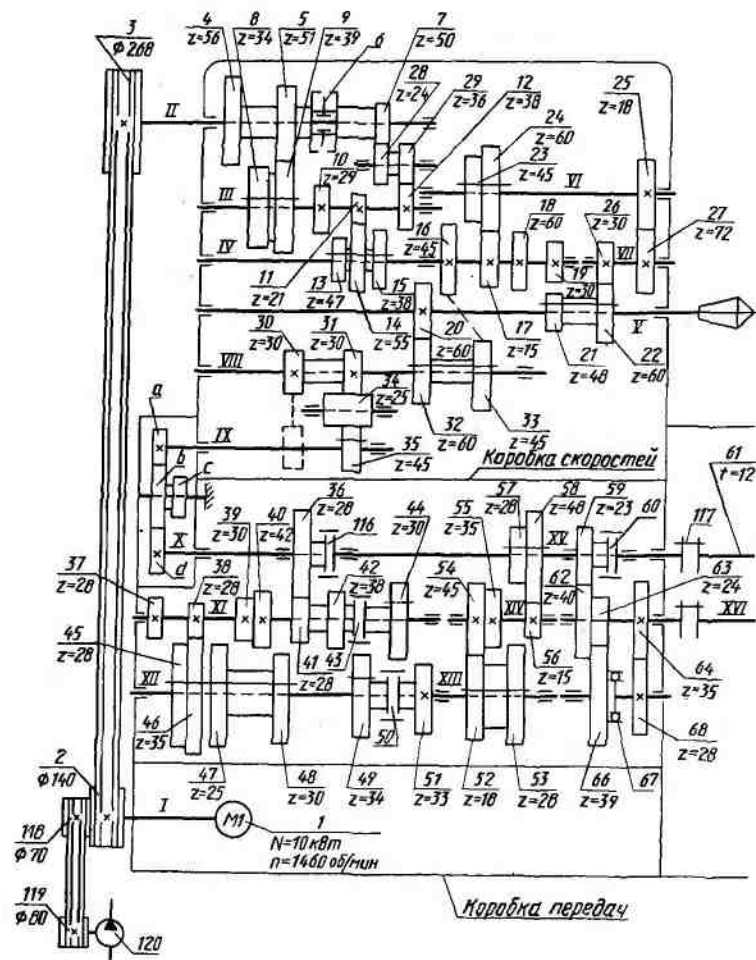 3
Ф268
4
z=56
8
z=34
5
z=51
9
z=39
6
7
z=50
28
z=24
29
z=36
12
z=38
24
z=60
23
z=45
25
z=18
II
10
z=29
III
VI
18
z=60
26
z=30
27
z=72
IV
16
z=45
VII
19
z=30
11
z=21
13
z=47
15
z=38
14
z=55
17
z=15
20
z=60
V
21
z=48
22
z=60
30
z=30
31
z=30
VIII
34
z=25
32
z=60
33
z=45
a
b
c
IX
35
z=45
Коробка скоростей
61
t=12
36
z=28
44
z=30
57
z=28
58
z=48
59
z=23
60
117
39
z=30
40
z=42
116
55
z=35
X
d
XV
37
z=28
38
z=28
42
z=38
54
z=45
62
z=40
63
z=24
XI
XIV
XVI
45
z=28
41
z=28
43
56
z=15
64
z=35
XII
XIII
46
z=35
50
68
z=28
47
z=25
48
z=30
49
z=34
51
z=33
52
z=18
53
z=28
66
z=39
67
2
Ф140
I
М1
1
N=10 кВт
n=1460 об/мин
118
Ф70
119
Ф80
120
Коробка передач